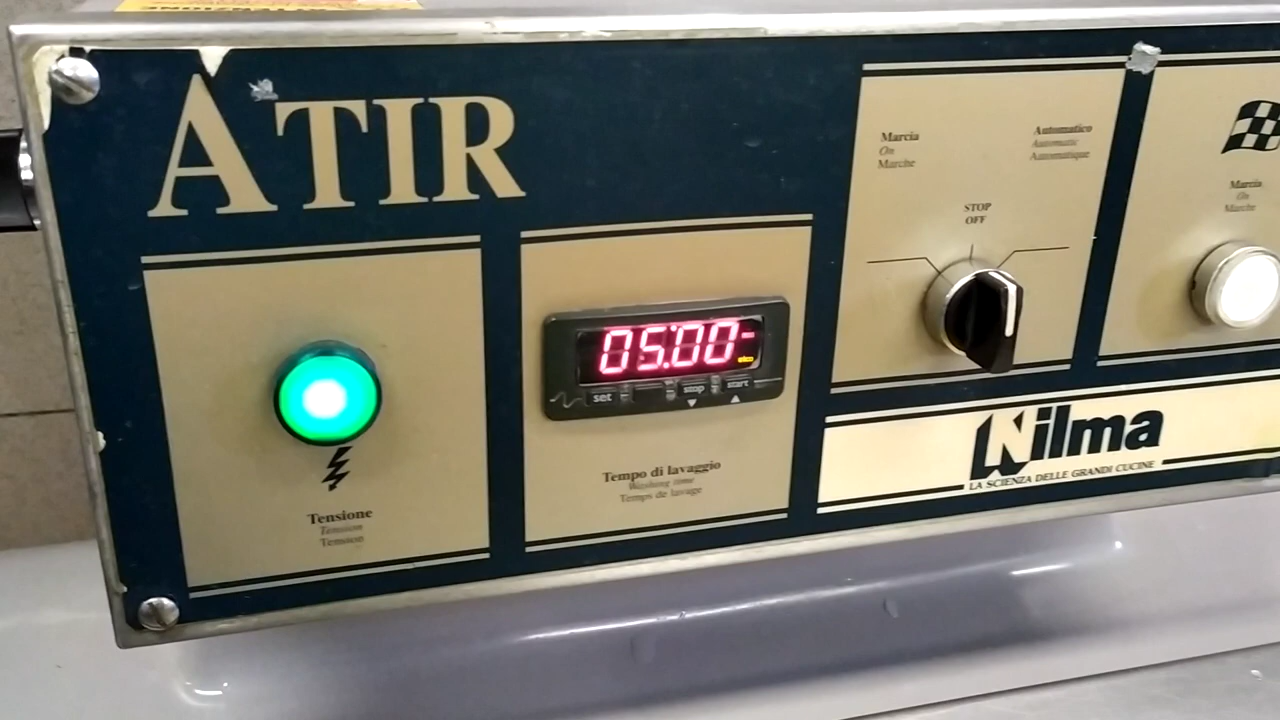 ATIR
Marcia
On
Marche
Automatico
Automatic
Automatique
STOP
OFF
Marcia
On
Marche
05:00
eliwell
set
stop
start
Tensione
Tension
Tension
Tempo di lavaggio
Washing time
Temps de lavage
Nilma
LA SCIENZA DELLE GRANDI CUCINE